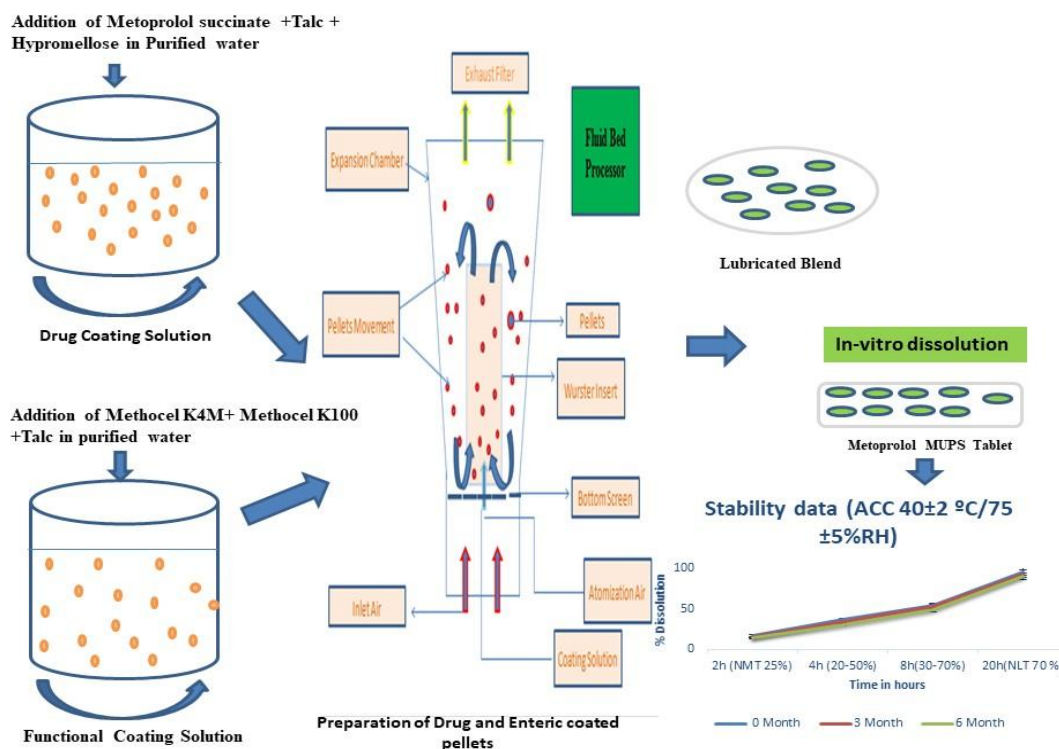 Addition of Metoprolol succinate +Talc +
Hypromellose in Purified water
Drug Coating Solution
Addition of Methocel K4M+ Methocel K100
+Talc in purified water
Functional Coating Solution
Exhaust Filter
Expansion Chamber
Fluid Bed
Processor
Pellets Movement
Pellets
Wurster Insert
Bottom Screen
Inlet Air
Atomization Air
Coating Solution
Preparation of Drug and Enteric coated
pellets
Lubricated Blend
In-vitro dissolution
Metoprolol MUPS Tablet
Stability data (ACC 40±2 ºC/75
±5%RH)
% Dissolution
100
50
0
2h (NMT 25%) 4h (20-50%) 8h(30-70%) 20h(NLT 70 %
Time in hours
0 Month 3 Month 6 Month